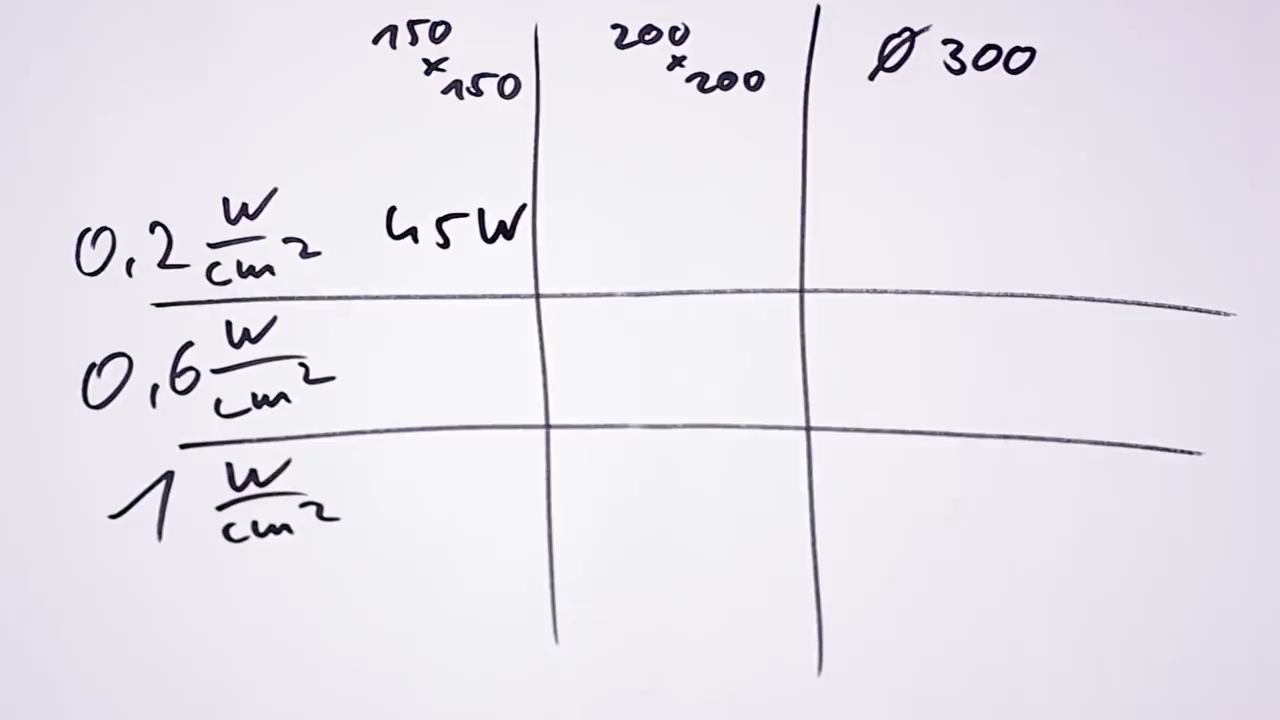 150 x 150 200 x 200 Ø 300
0,2 W/cm² 45W
0,6 W/cm²
1 W/cm²